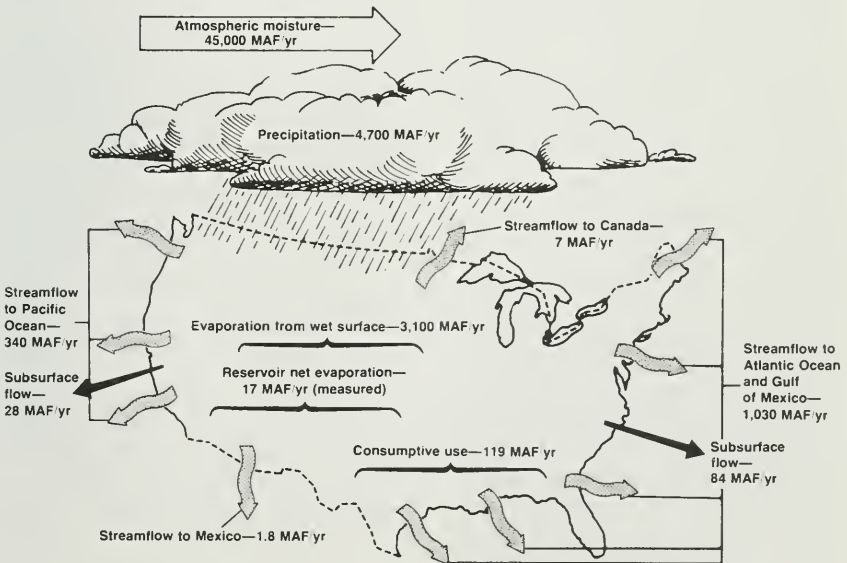 Atmospheric moisture—
45,000 MAF/yr
Precipitation—4,700 MAF/yr
Streamflow to Canada—
7 MAF/yr
Streamflow
to Pacific
Ocean—
340 MAF/yr
Evaporation from wet surface—3,100 MAF/yr
Reservoir net evaporation—
17 MAF/yr (measured)
Subsurface
flow—
28 MAF/yr
Streamflow to
Atlantic Ocean
and Gulf
of Mexico—
1,030 MAF/yr
Consumptive use—119 MAF/yr
Subsurface
flow—
84 MAF/yr
Streamflow to Mexico—1.8 MAF/yr